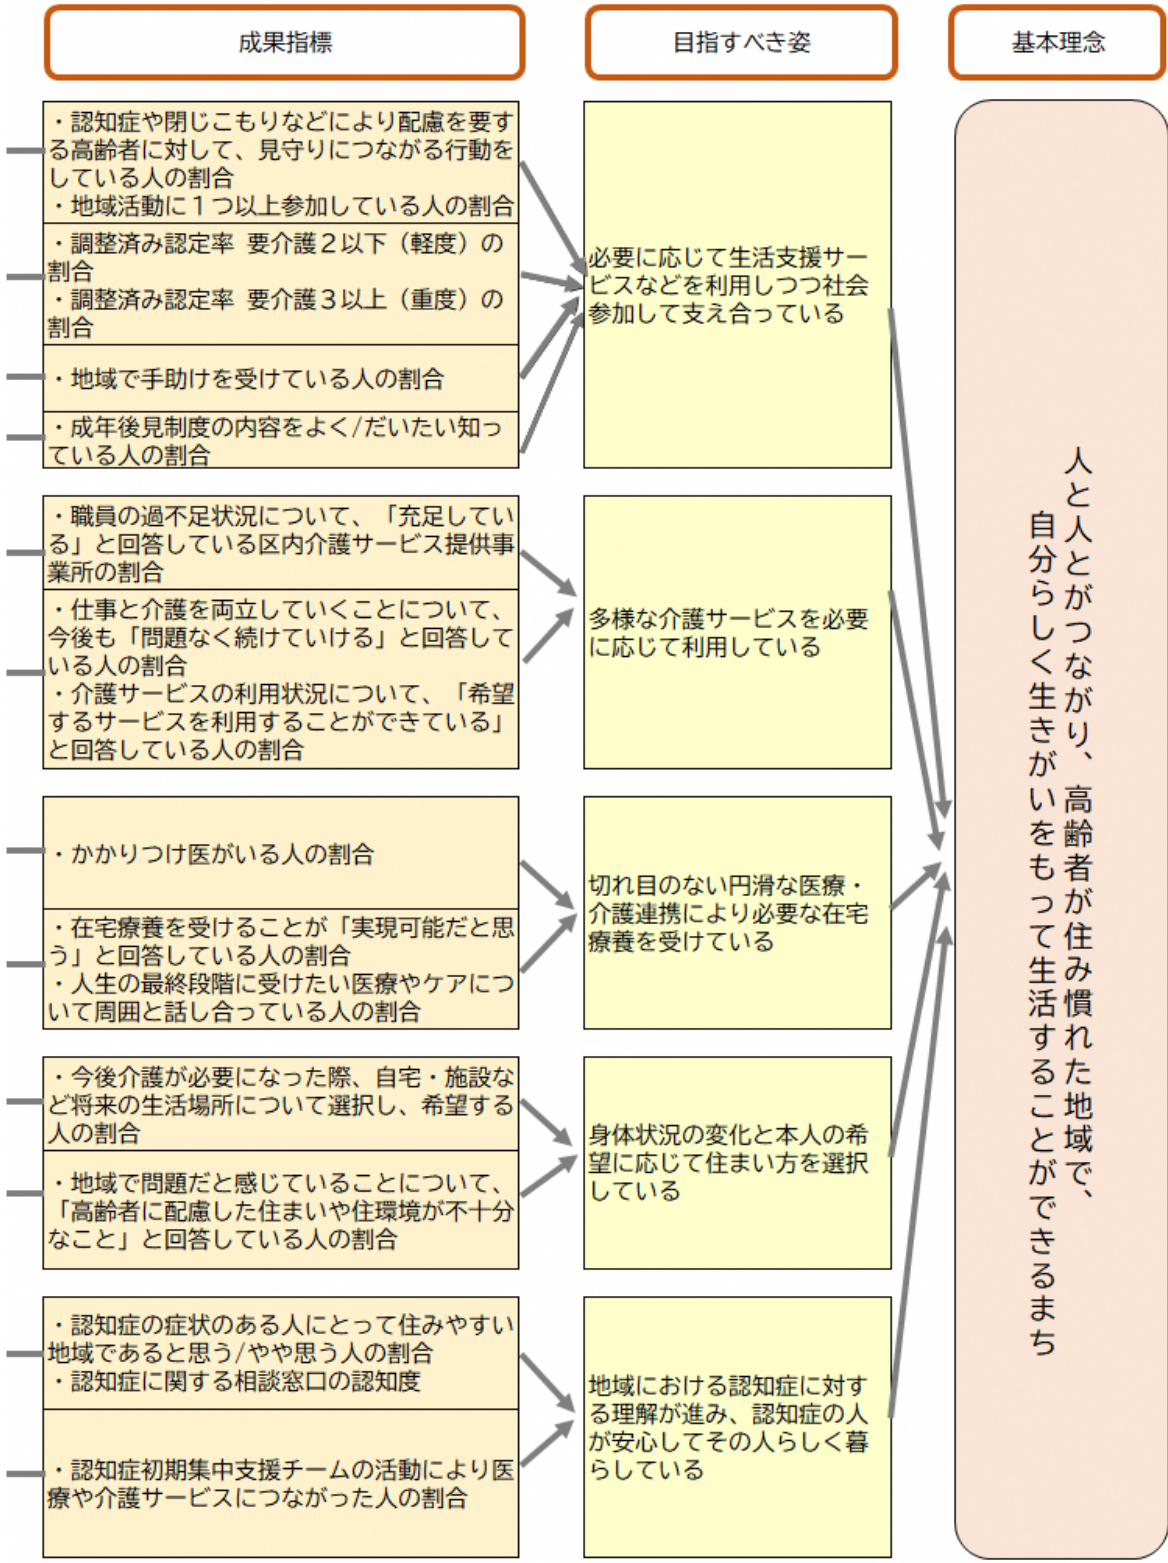 成果指標
目指すべき姿
基本理念
・認知症や閉じこもりなどにより配慮を要す
る高齢者に対して、見守りにつながる行動を
している人の割合
・地域活動に１つ以上参加している人の割合
・調整済み認定率 要介護２以下（軽度）の
割合
・調整済み認定率 要介護３以上（重度）の
割合
・地域で手助けを受けている人の割合
・成年後見制度の内容をよく/だいたい知っ
ている人の割合
必要に応じて生活支援サー
ビスなどを利用しつつ社会
参加して支え合っている
・職員の過不足状況について、「充足してい
る」と回答している区内介護サービス提供事
業所の割合
・仕事と介護を両立していくことについて、
今後も「問題なく続けていける」と回答して
いる人の割合
・介護サービスの利用状況について、「希望
するサービスを利用することができている」
と回答している人の割合
多様な介護サービスを必要
に応じて利用している
・かかりつけ医がいる人の割合
・在宅療養を受けることが「実現可能だと思
う」と回答している人の割合
・人生の最終段階に受けたい医療やケアにつ
いて周囲と話し合っている人の割合
切れ目のない円滑な医療・
介護連携により必要な在宅
療養を受けている
・今後介護が必要になった際、自宅・施設な
ど将来の生活場所について選択し、希望する
人の割合
・地域で問題だと感じていることについて、
「高齢者に配慮した住まいや住環境が不十分
なこと」と回答している人の割合
身体状況の変化と本人の希
望に応じて住まい方を選択
している
・認知症の症状のある人にとって住みやすい
地域であると思う/やや思う人の割合
・認知症に関する相談窓口の認知度
・認知症初期集中支援チームの活動により医
療や介護サービスにつながった人の割合
地域における認知症に対す
る理解が進み、認知症の人
が安心してその人らしく暮
らしている
人と人とがつながり、高齢者が住み慣れた地域で、
自分らしく生きがいをもって生活することができるまち